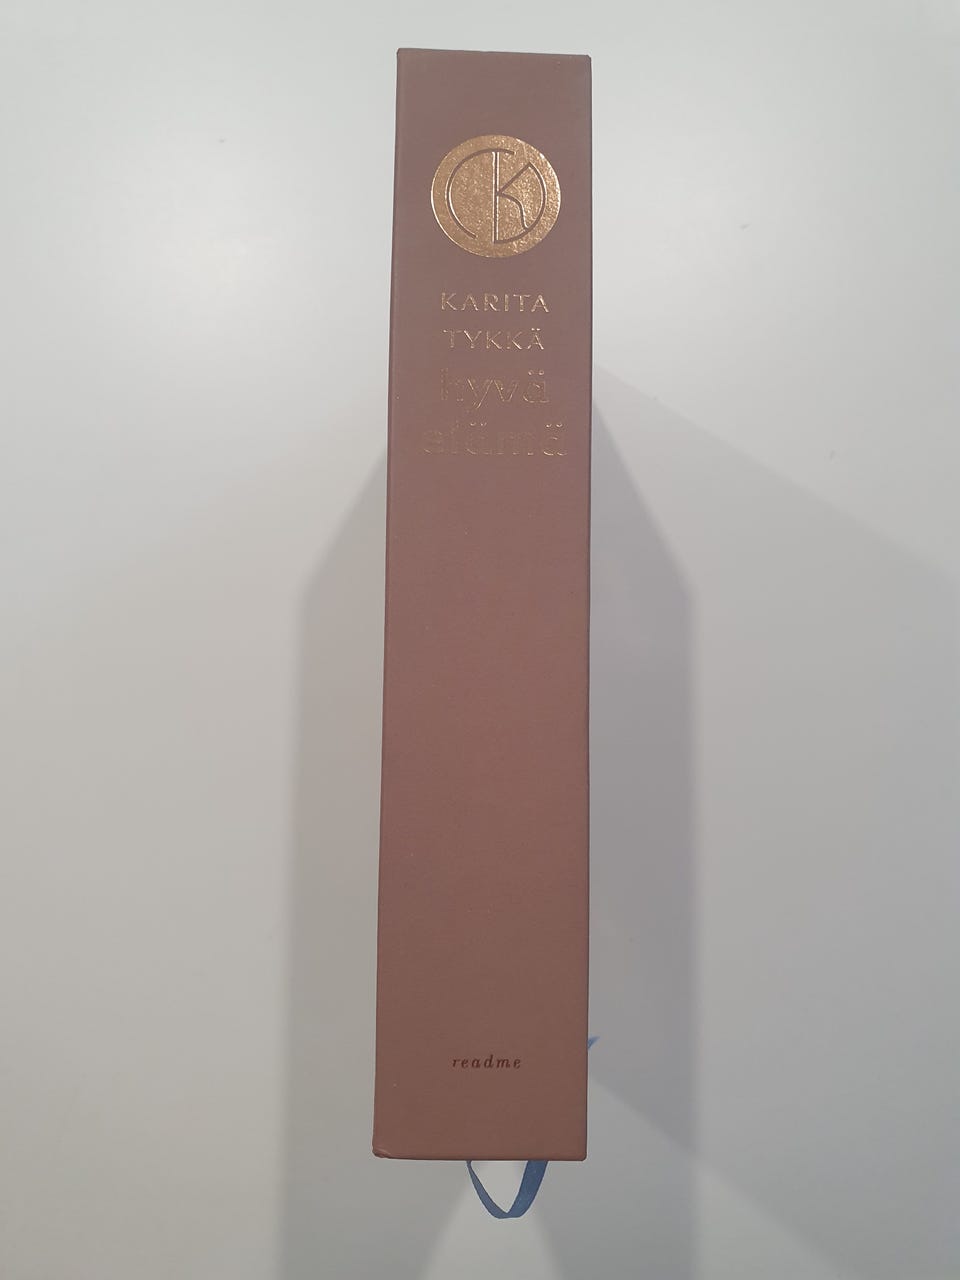 KARITA
TYKKÄ
hyvä
elämä
readme